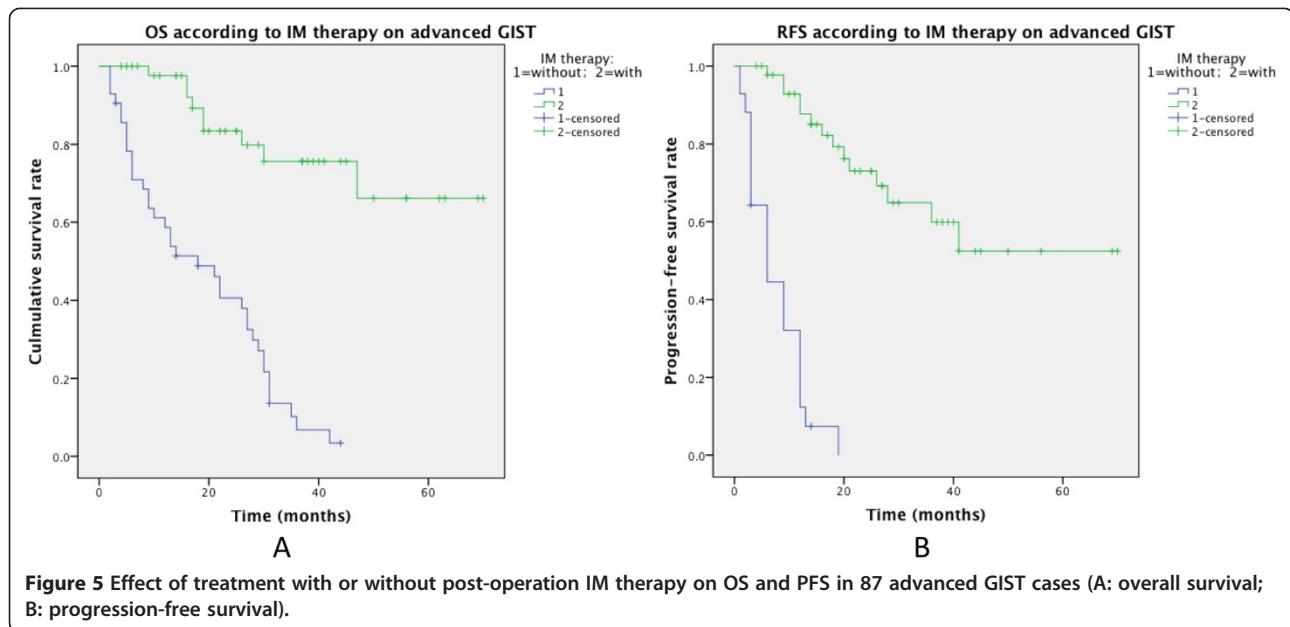 OS according to IM therapy on advanced GIST
IM therapy:
1=without; 2=with
1
2
1-censored
2-censored
1.0
0.8
0.6
0.4
0.2
0.0
Culmulative survival rate
0
20
40
60
Time (months)
A
RFS according to IM therapy on advanced GIST
IM therapy
1=without; 2=with
1
2
1-censored
2-censored
1.0
0.8
0.6
0.4
0.2
0.0
Progression-free survival rate
0
20
40
60
Time (months)
B
Figure 5 Effect of treatment with or without post-operation IM therapy on OS and PFS in 87 advanced GIST cases (A: overall survival;
B: progression-free survival).